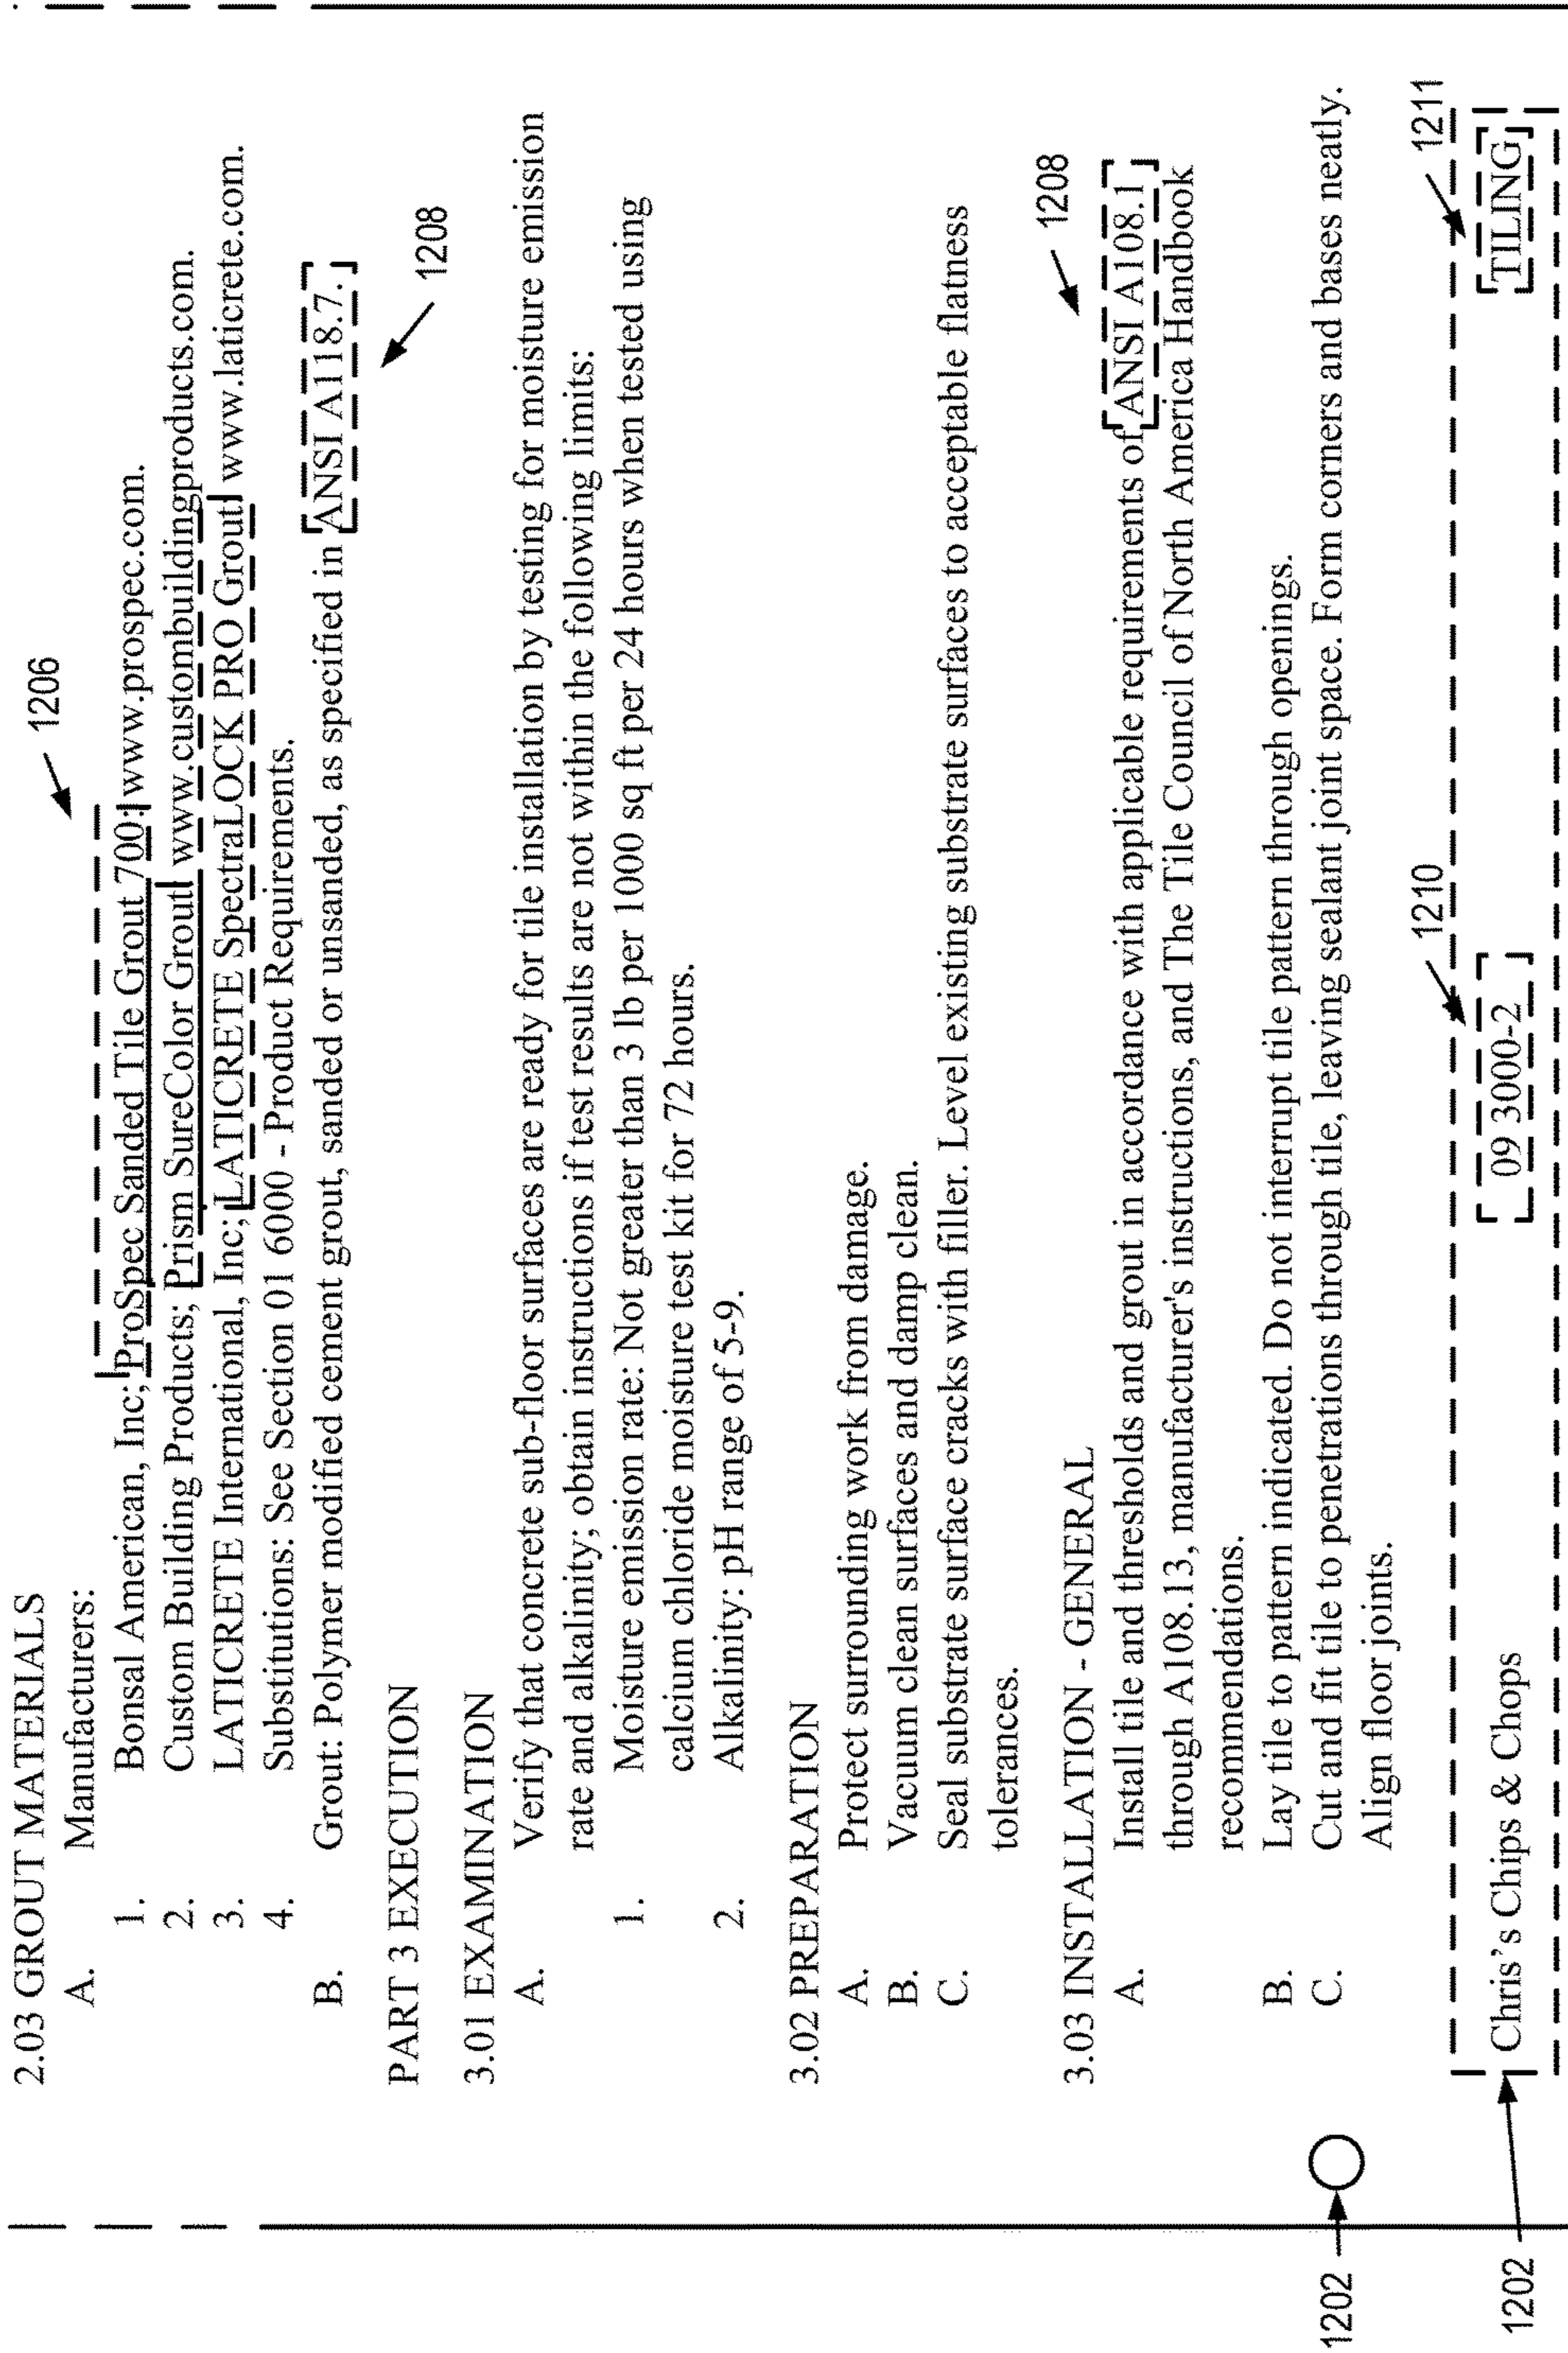 2.03 GROUT MATERIALS
1206
A. Manufacturers:
1. Bonsal American, Inc; ProSpec Sanded Tile Grout 700: www.prospec.com.
2. Custom Building Products; Prism SureColor Grout www.custombuildingproducts.com.
3. LATICRETE International, Inc; LATICRETE SpectraLOCK PRO Grout www.laticrete.com.
4. Substitutions: See Section 01 6000 - Product Requirements.
B. Grout: Polymer modified cement grout, sanded or unsanded, as specified in ANSI A118.7.
1208
PART 3 EXECUTION
3.01 EXAMINATION
A. Verify that concrete sub-floor surfaces are ready for tile installation by testing for moisture emission
rate and alkalinity; obtain instructions if test results are not within the following limits:
1. Moisture emission rate: Not greater than 3 lb per 1000 sq ft per 24 hours when tested using
calcium chloride moisture test kit for 72 hours.
2. Alkalinity: pH range of 5-9.
3.02 PREPARATION
A. Protect surrounding work from damage.
B. Vacuum clean surfaces and damp clean.
C. Seal substrate surface cracks with filler. Level existing substrate surfaces to acceptable flatness
tolerances.
1208
3.03 INSTALLATION - GENERAL
A. Install tile and thresholds and grout in accordance with applicable requirements of ANSI A108.1
through A108.13, manufacturer's instructions, and The Tile Council of North America Handbook
recommendations.
B. Lay tile to pattern indicated. Do not interrupt tile pattern through openings.
1202
C. Cut and fit tile to penetrations through tile, leaving sealant joint space. Form corners and bases neatly.
Align floor joints.
1210
1211
1202
Chris's Chips & Chops 09 3000-2 TILING